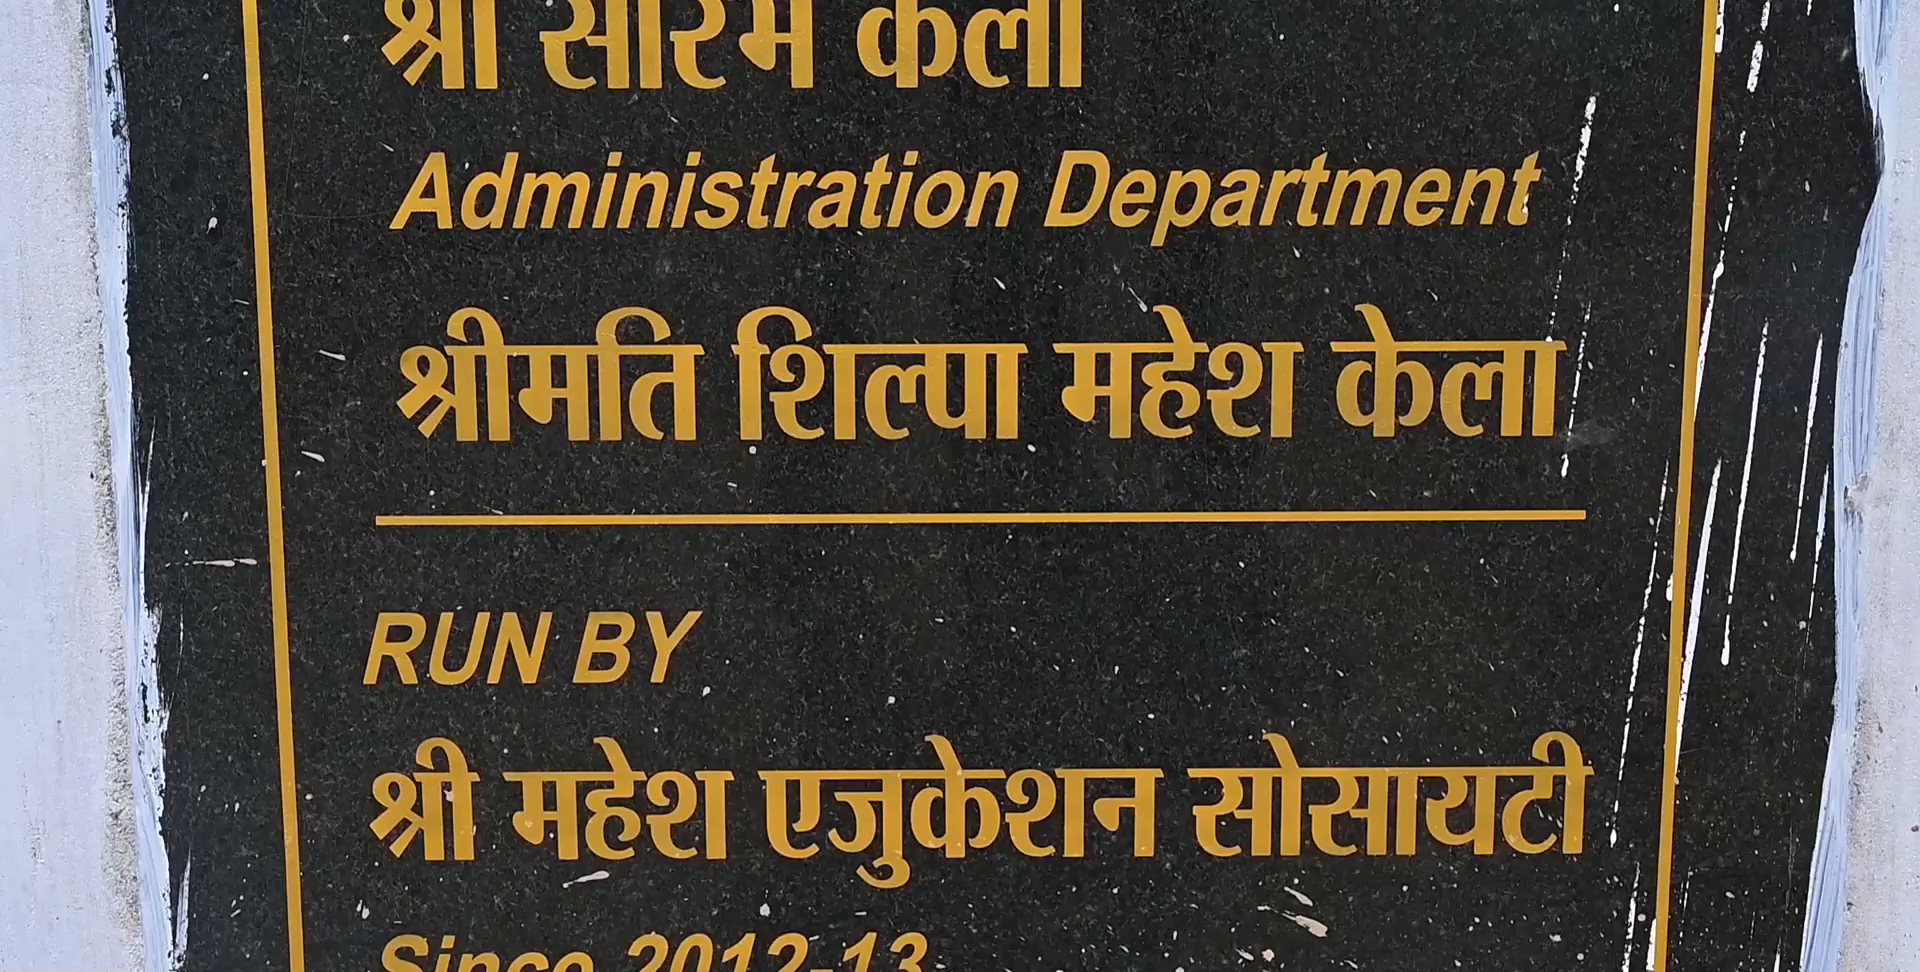 श्री सौरभ केला
Administration Department
श्रीमति शिल्पा महेश केला
RUN BY
श्री महेश एजुकेशन सोसायटी
Since 2012-13